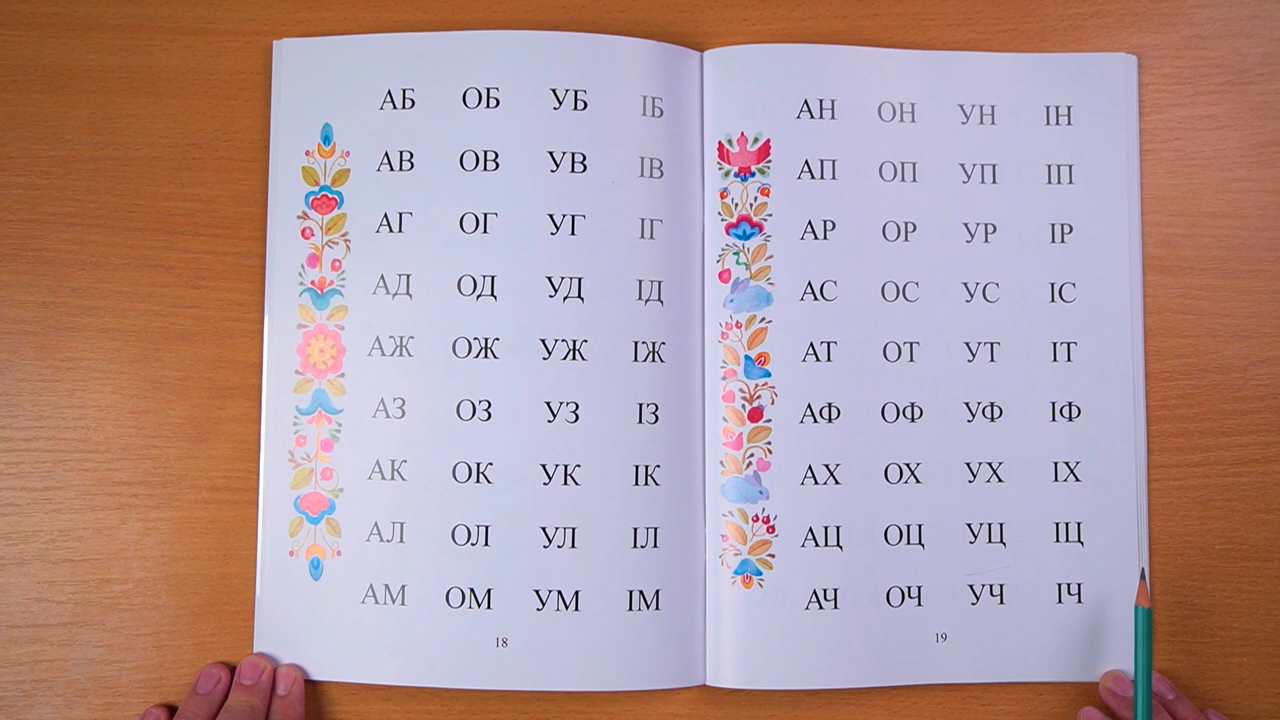 АБ ОБ УБ ІБ
АВ ОВ УВ ІВ
АГ ОГ УГ ІГ
АД ОД УД ІД
АЖ ОЖ УЖ ІЖ
АЗ ОЗ УЗ ІЗ
АК ОК УК ІК
АЛ ОЛ УЛ ІЛ
АМ ОМ УМ ІМ
18
АН ОН УН ІН
АП ОП УП ІП
АР ОР УР ІР
АС ОС УС ІС
АТ ОТ УТ ІТ
АФ ОФ УФ ІФ
АХ ОХ УХ ІХ
АЦ ОЦ УЦ ІЩ
АЧ ОЧ УЧ ІЧ
19